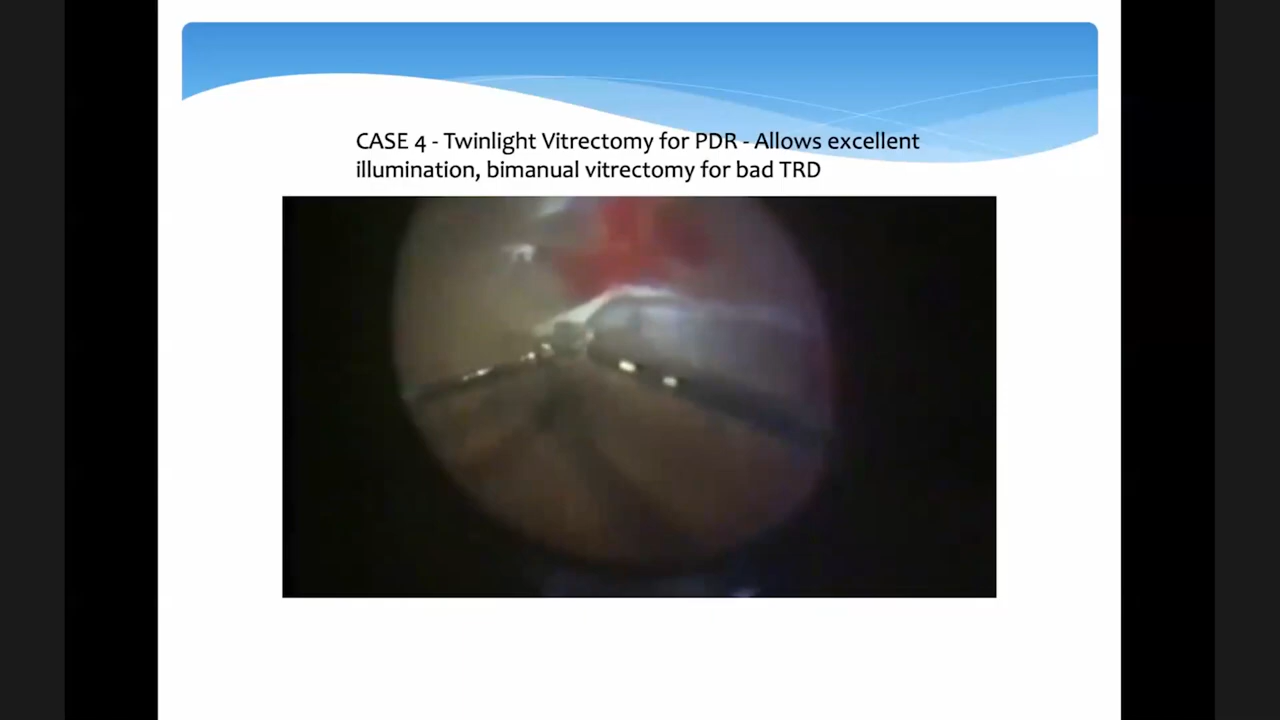 CASE 4 - Twinlight Vitrectomy for PDR - Allows excellent
illumination, bimanual vitrectomy for bad TRD